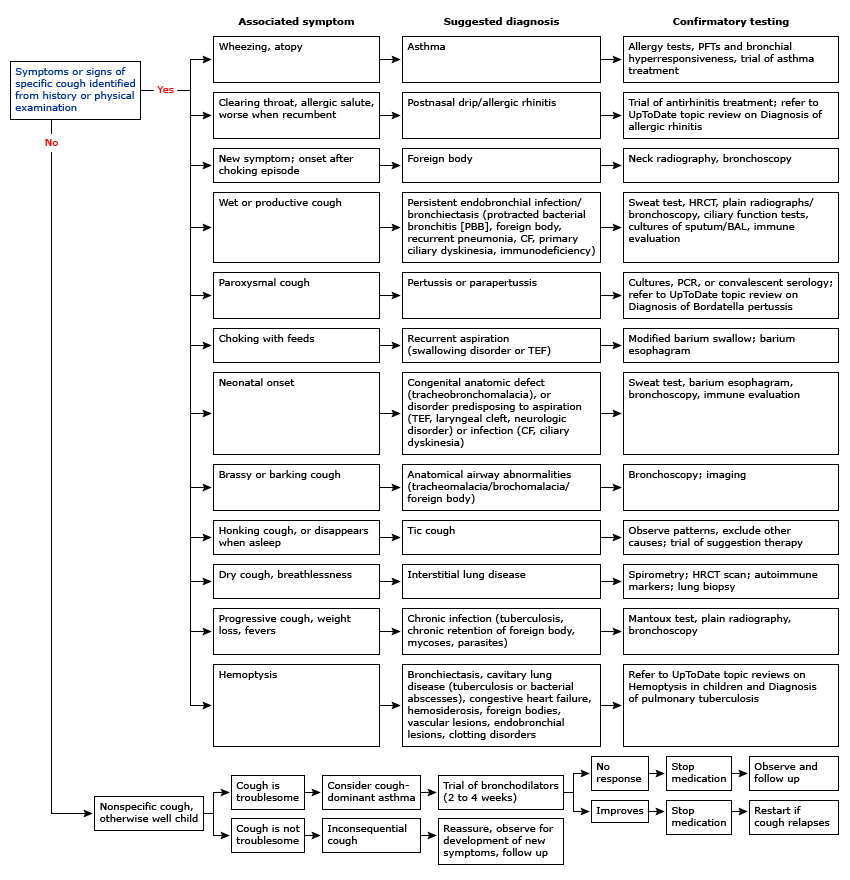 Associated symptom
Suggested diagnosis
Confirmatory testing
Symptoms or signs of
specific cough identified
from history or physical
examination
Yes
No
Wheezing, atopy
Asthma
Allergy tests, PFTs and bronchial
hyperresponsiveness, trial of asthma
treatment
Clearing throat, allergic salute,
worse when recumbent
Postnasal drip/allergic rhinitis
Trial of antirhinitis treatment; refer to
UpToDate topic review on Diagnosis of
allergic rhinitis
New symptom; onset after
choking episode
Foreign body
Neck radiography, bronchoscopy
Wet or productive cough
Persistent endobronchial infection/
bronchiectasis (protracted bacterial
bronchitis [PBB], foreign body,
recurrent pneumonia, CF, primary
ciliary dyskinesia, immunodeficiency)
Sweat test, HRCT, plain radiographs/
bronchoscopy, ciliary function tests,
cultures of sputum/BAL, immune
evaluation
Paroxysmal cough
Pertussis or parapertussis
Cultures, PCR, or convalescent serology;
refer to UpToDate topic review on
Diagnosis of Bordatella pertussis
Choking with feeds
Recurrent aspiration
(swallowing disorder or TEF)
Modified barium swallow; barium
esophagram
Neonatal onset
Congenital anatomic defect
(tracheobronchomalacia), or
disorder predisposing to aspiration
(TEF, laryngeal cleft, neurologic
disorder) or infection (CF, ciliary
dyskinesia)
Sweat test, barium esophagram,
bronchoscopy, immune evaluation
Brassy or barking cough
Anatomical airway abnormalities
(tracheomalacia/brochomalacia/
foreign body)
Bronchoscopy; imaging
Honking cough, or disappears
when asleep
Tic cough
Observe patterns, exclude other
causes; trial of suggestion therapy
Dry cough, breathlessness
Interstitial lung disease
Spirometry; HRCT scan; autoimmune
markers; lung biopsy
Progressive cough, weight
loss, fevers
Chronic infection (tuberculosis,
chronic retention of foreign body,
mycoses, parasites)
Mantoux test, plain radiography,
bronchoscopy
Hemoptysis
Bronchiectasis, cavitary lung
disease (tuberculosis or bacterial
abscesses), congestive heart failure,
hemosiderosis, foreign bodies,
vascular lesions, endobronchial
lesions, clotting disorders
Refer to UpToDate topic reviews on
Hemoptysis in children and Diagnosis
of pulmonary tuberculosis
Nonspecific cough,
otherwise well child
Cough is
troublesome
Consider cough-
dominant asthma
Trial of bronchodilators
(2 to 4 weeks)
No
response
Stop
medication
Observe and
follow up
Improves
Stop
medication
Restart if
cough relapses
Cough is not
troublesome
Inconsequential
cough
Reassure, observe for
development of new
symptoms, follow up